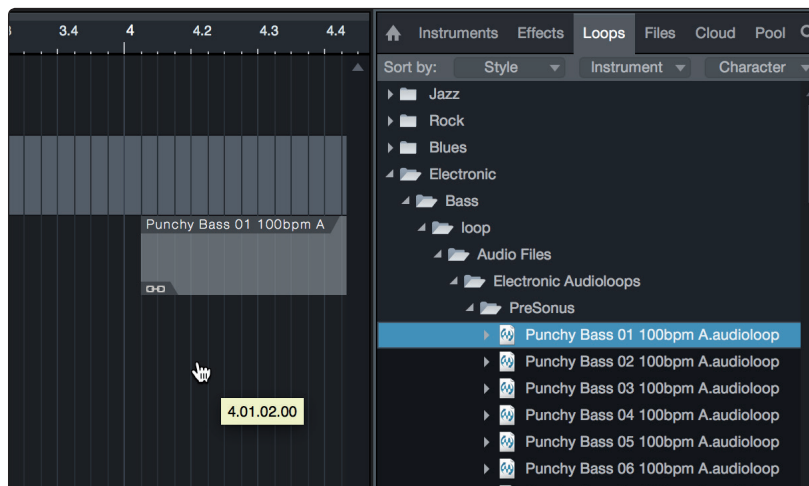 3.4 4 4.2 4.3 4.4
Punchy Bass 01 100bpm A
4.01.02.00
Instruments Effects Loops Files Cloud Pool
Sort by: Style Instrument Character
Jazz
Rock
Blues
Electronic
Bass
loop
Audio Files
Electronic Audioloops
PreSonus
Punchy Bass 01 100bpm A.audioloop
Punchy Bass 02 100bpm A.audioloop
Punchy Bass 03 100bpm A.audioloop
Punchy Bass 04 100bpm A.audioloop
Punchy Bass 05 100bpm A.audioloop
Punchy Bass 06 100bpm A.audioloop